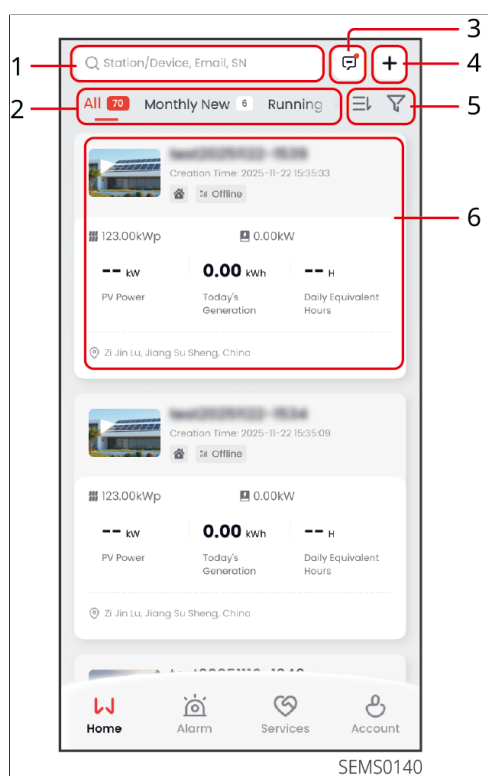 3
1
Station/Device, Email, SN
4
2
All 70 Monthly New 6 Running
5
Creation Time: 2025-11-22 15:35:33
Offline
6
123.00kWp 0.00kW
-- kW 0.00 kWh -- H
PV Power Today's Generation Daily Equivalent Hours
Zi Jin Lu, Jiang Su Sheng, China
Creation Time: 2025-11-22 15:35:09
Offline
123.00kWp 0.00kW
-- kW 0.00 kWh -- H
PV Power Today's Generation Daily Equivalent Hours
Zi Jin Lu, Jiang Su Sheng, China
Home Alarm Services Account
SEMS0140